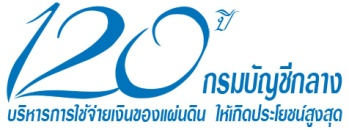 120 ปี
กรมบัญชีกลาง
บริหารการใช้จ่ายเงินของแผ่นดิน ให้เกิดประโยชน์สูงสุด